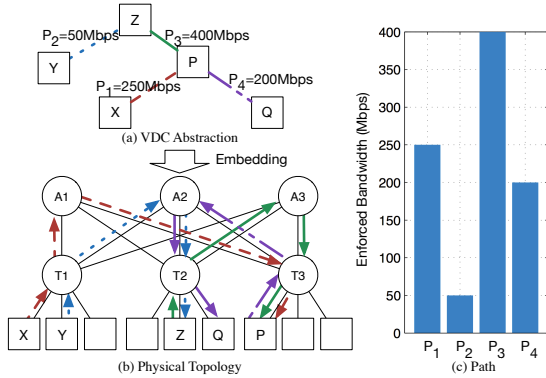 Z
P2=50Mbps
P3=400Mbps
Y
P
P1=250Mbps
P4=200Mbps
X
Q
(a) VDC Abstraction
Embedding
A1
A2
A3
T1
T2
T3
X
Y
Z
Q
P
(b) Physical Topology
Enforced Bandwidth (Mbps)
400
350
300
250
200
150
100
50
0
P1
P2
P3
P4
(c) Path